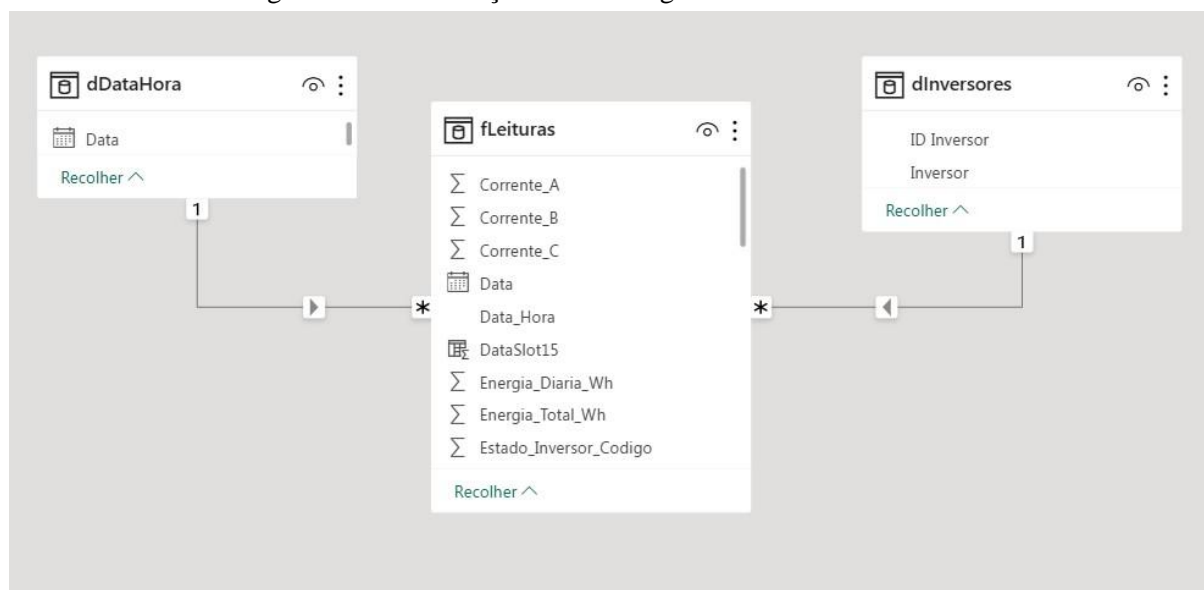 dDataHora
Data
Recolher
1
*
fLeituras
Corrente_A
Corrente_B
Corrente_C
Data
Data_Hora
DataSlot15
Energia_Diaria_Wh
Energia_Total_Wh
Estado_Inversor_Codigo
Recolher
dInversores
ID Inversor
Inversor
Recolher
1
*